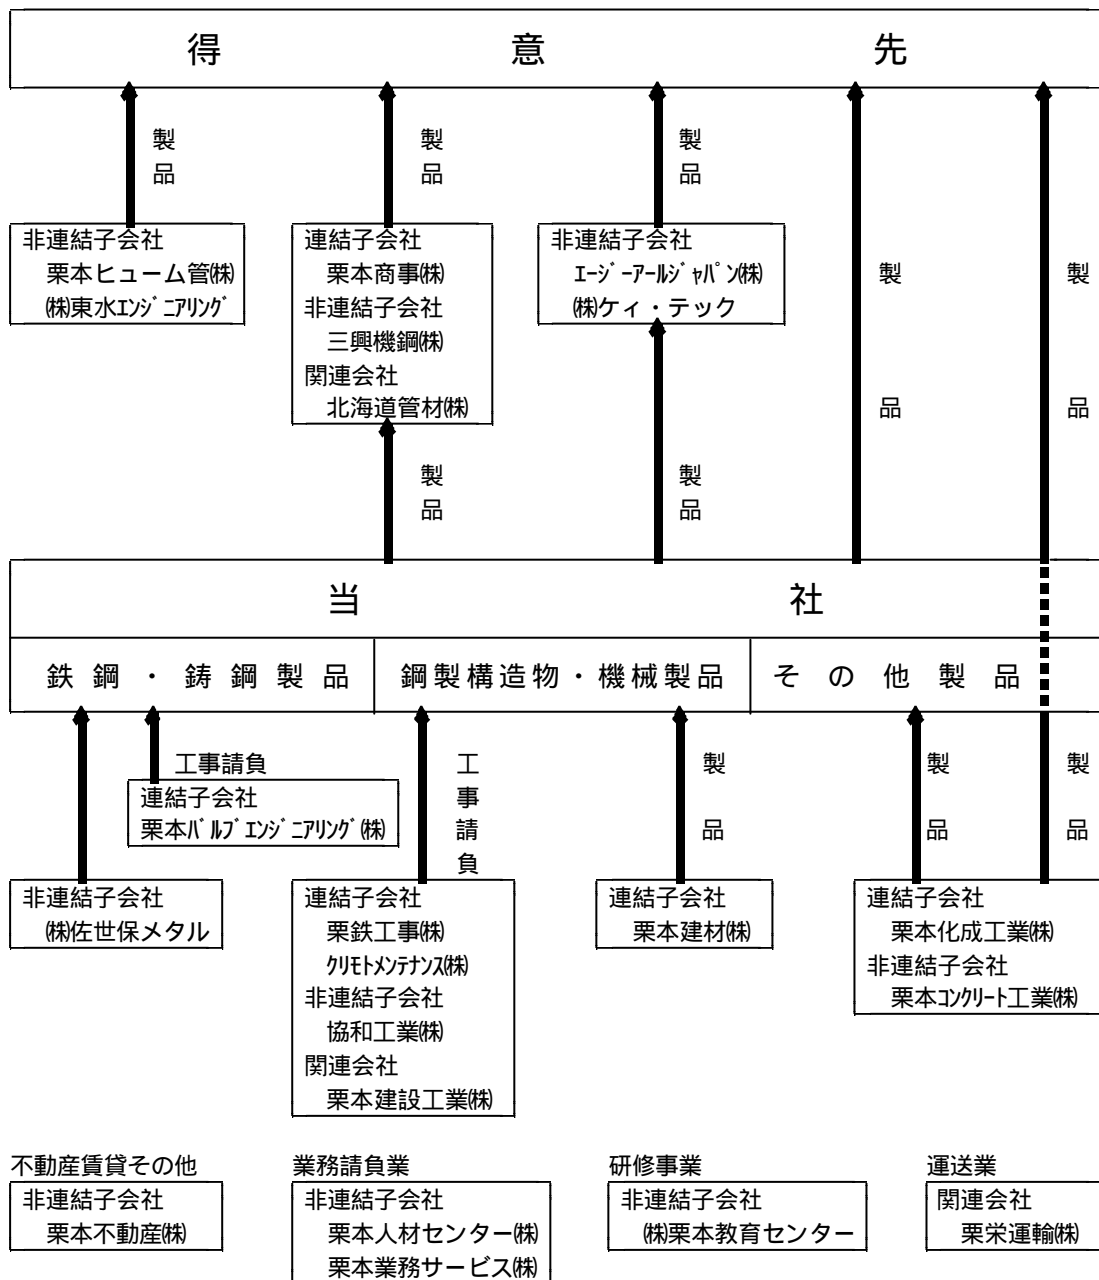 得意先
製品
製品
製品
製品
製品
非連結子会社
栗本ヒューム管㈱
㈱東水ｴﾝｼﾞﾆｱﾘﾝｸﾞ
連結子会社
栗本商事㈱
非連結子会社
三興機鋼㈱
関連会社
北海道管材㈱
非連結子会社
ｴｰｼﾞｰｱｰﾙｼﾞｬﾊﾟﾝ㈱
㈱ケィ・テック
製品
製品
当社
鉄鋼・鋳鋼製品
鋼製構造物・機械製品
その他製品
工事請負
連結子会社
栗本ﾊﾞﾙﾌﾞｴﾝｼﾞﾆｱﾘﾝｸﾞ㈱
工事請負
製品
製品
製品
非連結子会社
㈱佐世保メタル
連結子会社
栗鉄工事㈱
ｸﾘﾓﾄﾒﾝﾃﾅﾝｽ㈱
非連結子会社
協和工業㈱
関連会社
栗本建設工業㈱
連結子会社
栗本建材㈱
連結子会社
栗本化成工業㈱
非連結子会社
栗本ｺﾝｸﾘｰﾄ工業㈱
不動産賃貸その他
非連結子会社
栗本不動産㈱
業務請負業
非連結子会社
栗本人材センター㈱
栗本業務サービス㈱
研修事業
非連結子会社
㈱栗本教育センター
運送業
関連会社
栗栄運輸㈱